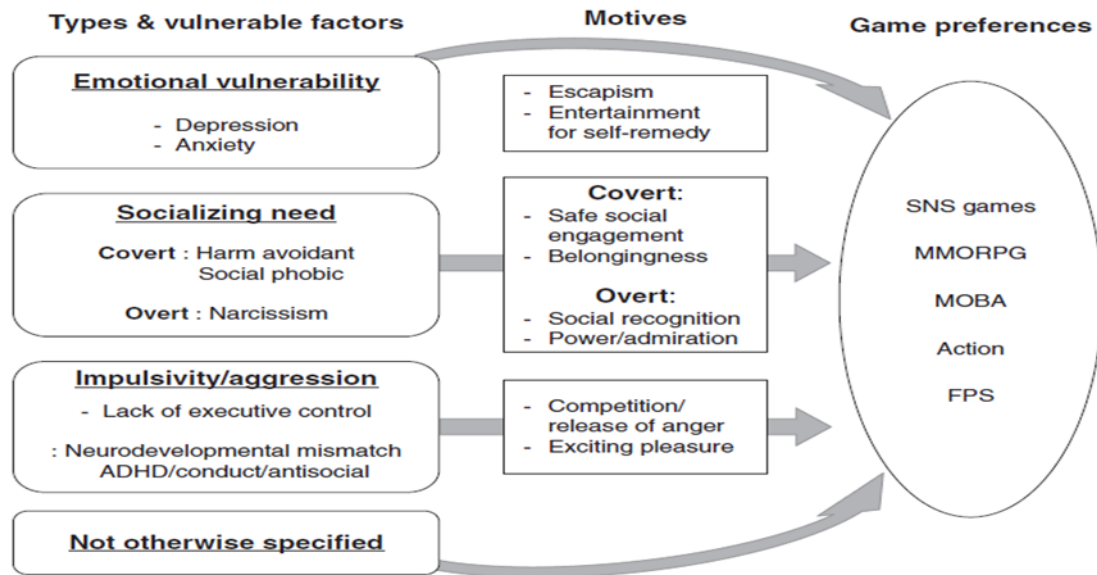 Types & vulnerable factors
Motives
Game preferences
Emotional vulnerability
- Depression
- Anxiety
- Escapism
- Entertainment
for self-remedy
Socializing need
Covert : Harm avoidant
Social phobic
Overt : Narcissism
Covert:
- Safe social
engagement
- Belongingness
Overt:
- Social recognition
- Power/admiration
Impulsivity/aggression
- Lack of executive control
: Neurodevelopmental mismatch
ADHD/conduct/antisocial
- Competition/
release of anger
- Exciting pleasure
Not otherwise specified
SNS games
MMORPG
MOBA
Action
FPS